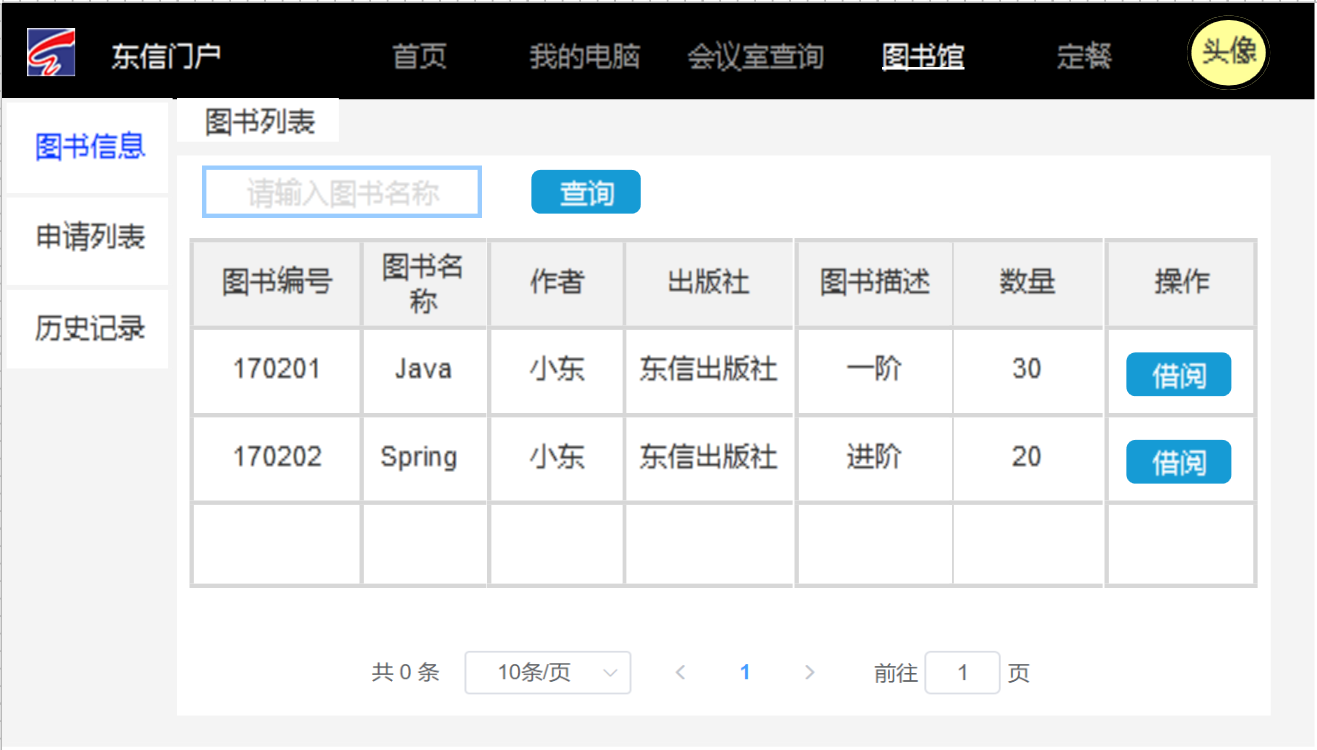 东信门户 首页 我的电脑 会议室查询 图书馆 定餐 头像
图书信息
申请列表
历史记录
图书列表
请输入图书名称 查询
图书编号 图书名称 作者 出版社 图书描述 数量 操作
170201 Java 小东 东信出版社 一阶 30 借阅
170202 Spring 小东 东信出版社 进阶 20 借阅
共 0 条 10条/页 1 前往 1 页